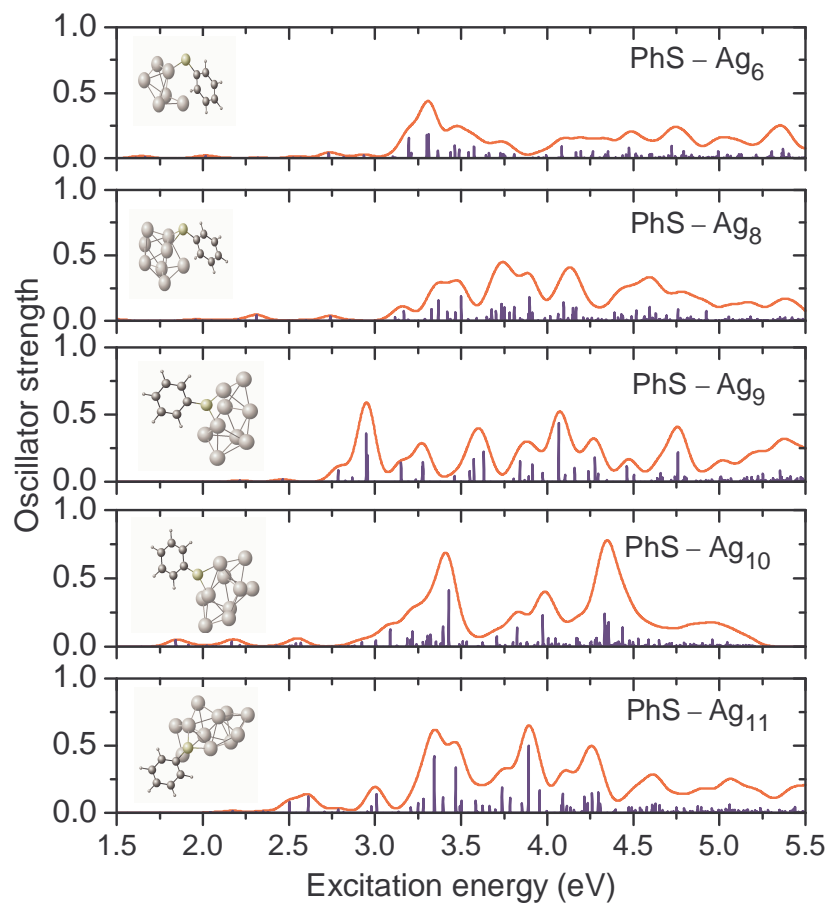 1.0
0.5
0.0
PhS – Ag6
1.0
0.5
0.0
PhS – Ag8
1.0
0.5
0.0
PhS – Ag9
1.0
0.5
0.0
PhS – Ag10
1.0
0.5
0.0
PhS – Ag11
Oscillator strength
1.5 2.0 2.5 3.0 3.5 4.0 4.5 5.0 5.5
Excitation energy (eV)